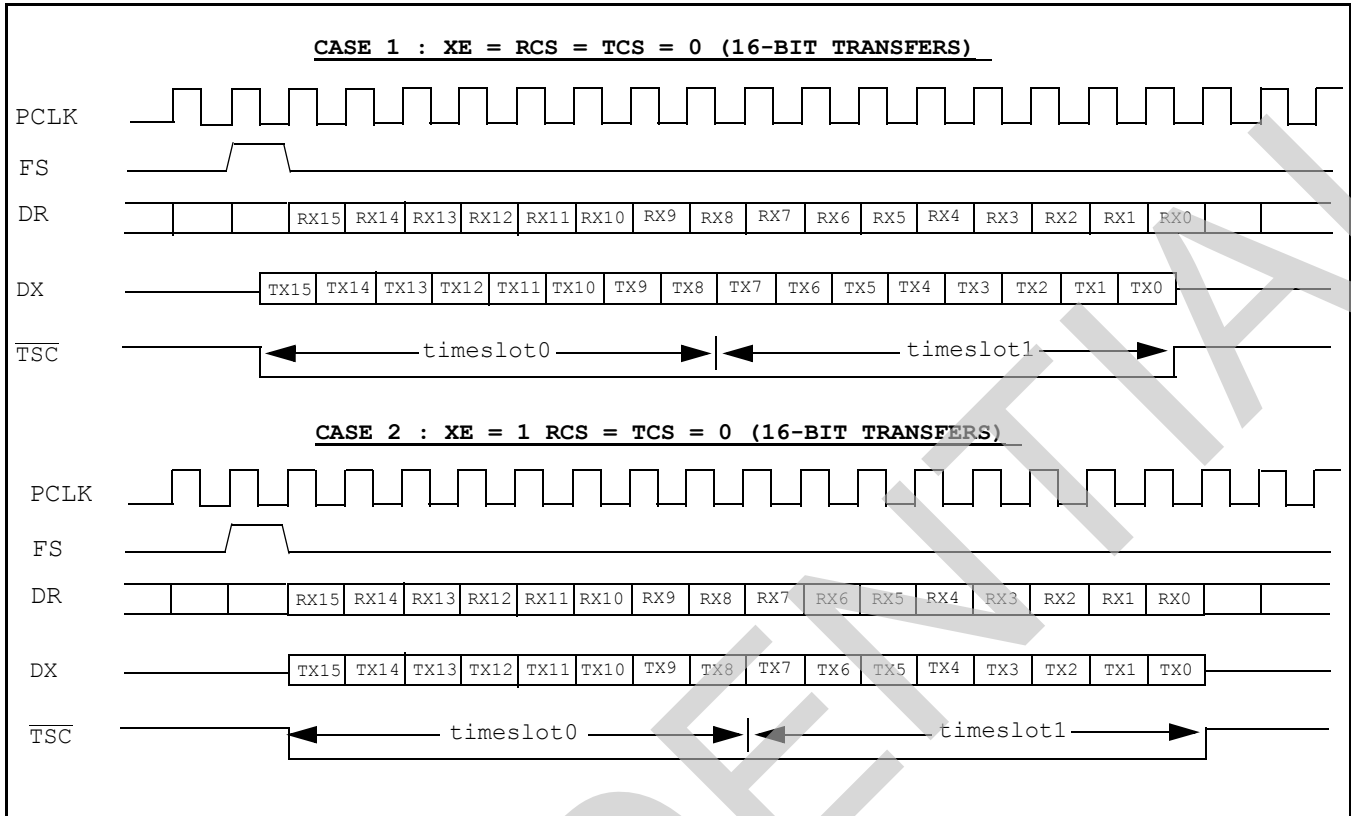 CASE 1 : XE = RCS = TCS = 0 (16-BIT TRANSFERS)
PCLK
FS
DR RX15 RX14 RX13 RX12 RX11 RX10 RX9 RX8 RX7 RX6 RX5 RX4 RX3 RX2 RX1 RX0
DX TX15 TX14 TX13 TX12 TX11 TX10 TX9 TX8 TX7 TX6 TX5 TX4 TX3 TX2 TX1 TX0
TSC timeslot0 timeslot1
CASE 2 : XE = 1 RCS = TCS = 0 (16-BIT TRANSFERS)
PCLK
FS
DR RX15 RX14 RX13 RX12 RX11 RX10 RX9 RX8 RX7 RX6 RX5 RX4 RX3 RX2 RX1 RX0
DX TX15 TX14 TX13 TX12 TX11 TX10 TX9 TX8 TX7 TX6 TX5 TX4 TX3 TX2 TX1 TX0
TSC timeslot0 timeslot1